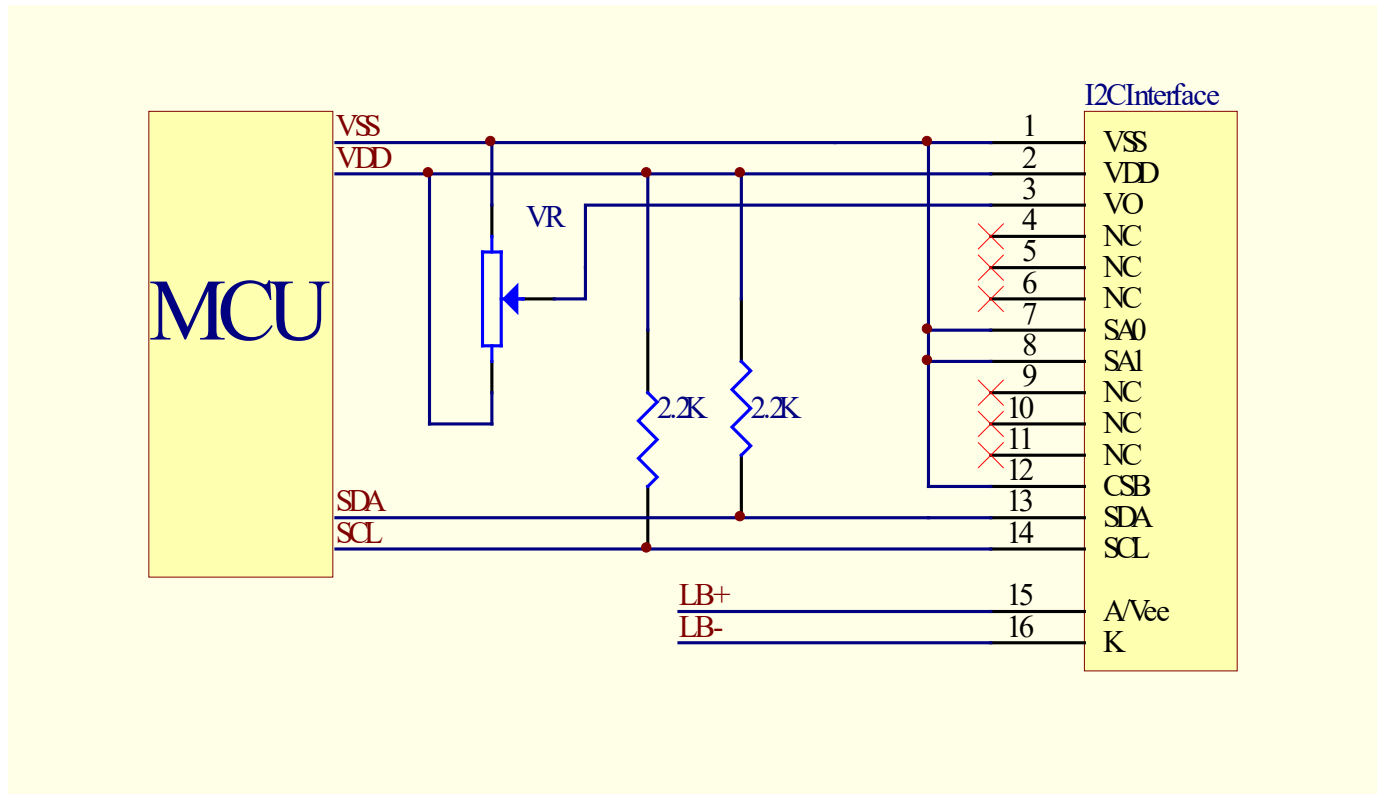 I2CInterface
MCU
VSS
VDD
VR
2.2K
2.2K
SDA
SCL
LB+
LB-
1 VSS
2 VDD
3 VO
4 NC
5 NC
6 NC
7 SA0
8 SA1
9 NC
10 NC
11 NC
12 CSB
13 SDA
14 SCL
15 A/Vee
16 K